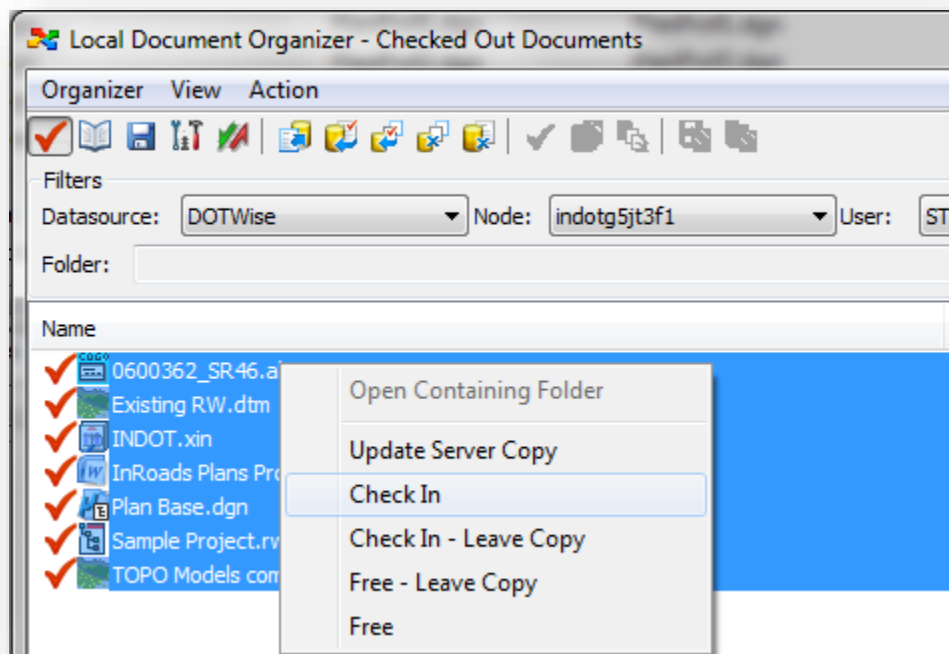 Local Document Organizer - Checked Out Documents
Organizer View Action
Filters
Datasource: DOTWise Node: indotg5jt3f1 User: ST
Folder:
Name
0600362_SR46.a
Existing RW.dtm
INDOT.xin
InRoads Plans Pro
Plan Base.dgn
Sample Project.rw
TOPO Models com
Open Containing Folder
Update Server Copy
Check In
Check In - Leave Copy
Free - Leave Copy
Free